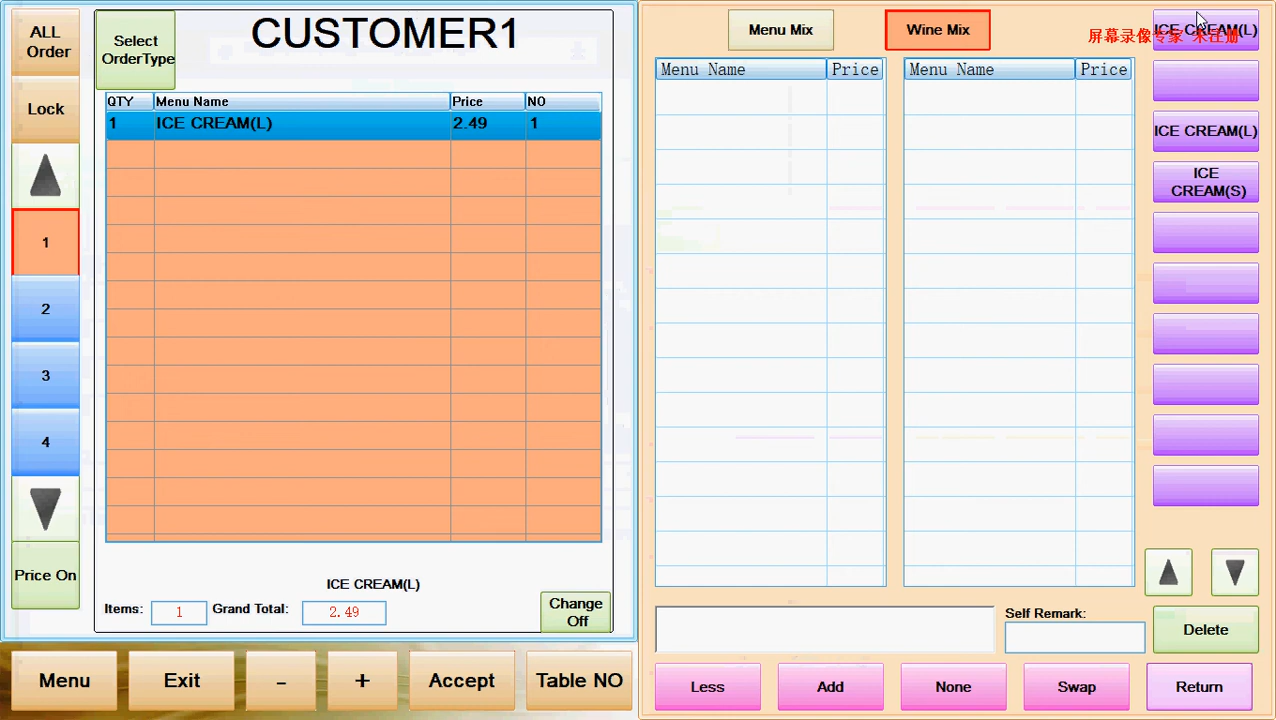 ALL
Order
Lock
1
2
3
4
Price On
Select
OrderType
CUSTOMER1
QTY Menu Name Price NO
1 ICE CREAM(L) 2.49 1
ICE CREAM(L)
Items: 1 Grand Total: 2.49
Change
Off
Menu Exit - + Accept Table NO
Menu Mix Wine Mix
Menu Name Price Menu Name Price
ICE CREAM(L)
屏幕录像专家 未注册
ICE CREAM(L)
ICE
CREAM(S)
Self Remark:
Delete
Less Add None Swap Return